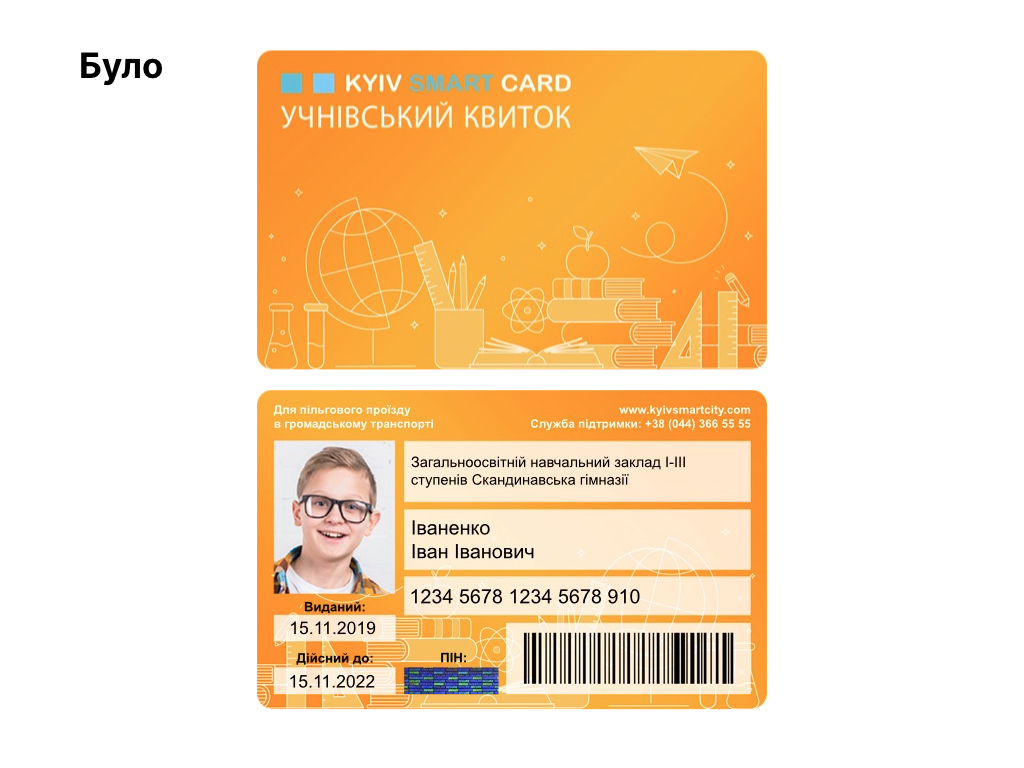 Було
KYIV SMART CARD
УЧНІВСЬКИЙ КВИТОК
Для пільгового проїзду
в громадському транспорті
www.kyivsmartcity.com
Служба підтримки: +38 (044) 366 55 55
Загальноосвітній навчальний заклад І-ІІІ
ступенів Скандинавська гімназії
Іваненко
Іван Іванович
1234 5678 1234 5678 910
Виданий:
15.11.2019
Дійсний до:
15.11.2022
ПІН: